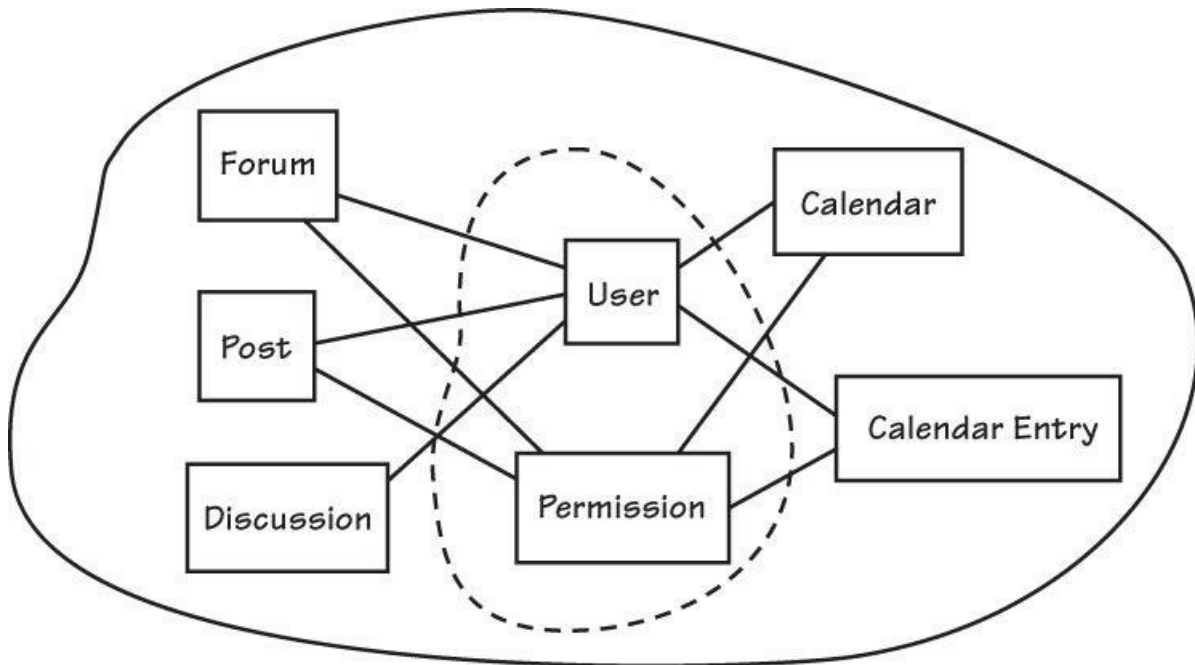 Forum
Calendar
User
Post
Calendar Entry
Discussion
Permission